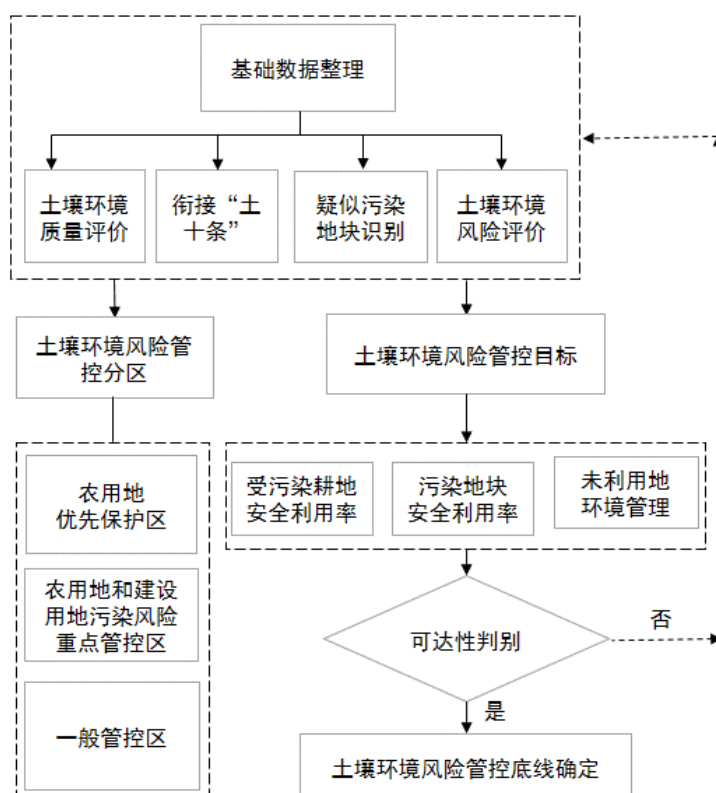 基础数据整理
土壤环境
质量评价
衔接“土
十条”
疑似污染
地块识别
土壤环境
风险评价
土壤环境风险管
控分区
土壤环境风险管控目标
农用地
优先保护区
农用地和建设
用地污染风险
重点管控区
一般管控区
受污染耕地
安全利用率
污染地块
安全利用率
未利用地
环境管理
可达性判别
否
是
土壤环境风险管控底线确定